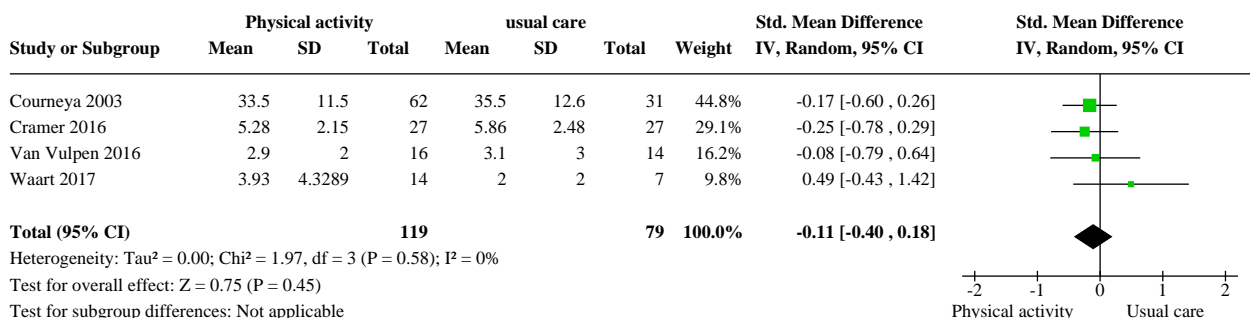 Physical activity usual care Std. Mean Difference Std. Mean Difference
Study or Subgroup Mean SD Total Mean SD Total Weight IV, Random, 95% CI IV, Random, 95% CI
Courneya 2003 33.5 11.5 62 35.5 12.6 31 44.8% -0.17 [-0.60 , 0.26]
Cramer 2016 5.28 2.15 27 5.86 2.48 27 29.1% -0.25 [-0.78 , 0.29]
Van Vulpen 2016 2.9 2 16 3.1 3 14 16.2% -0.08 [-0.79 , 0.64]
Waart 2017 3.93 4.3289 14 2 2 7 9.8% 0.49 [-0.43 , 1.42]
Total (95% CI) 119 79 100.0% -0.11 [-0.40 , 0.18]
Heterogeneity: Tau² = 0.00; Chi² = 1.97, df = 3 (P = 0.58); I² = 0%
Test for overall effect: Z = 0.75 (P = 0.45)
-2 -1 0 1 2
Test for subgroup differences: Not applicable Physical activity Usual care